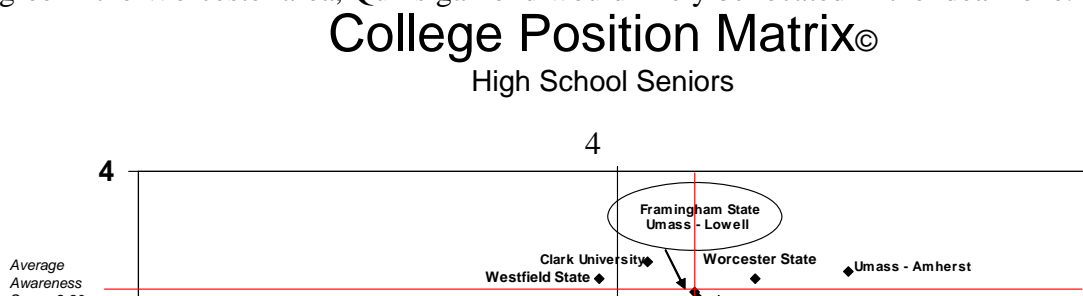 College Position Matrix©
High School Seniors
4
4
Framingham State
Umass - Lowell
Clark University
Worcester State
Umass - Amherst
Westfield State
Average
Awareness